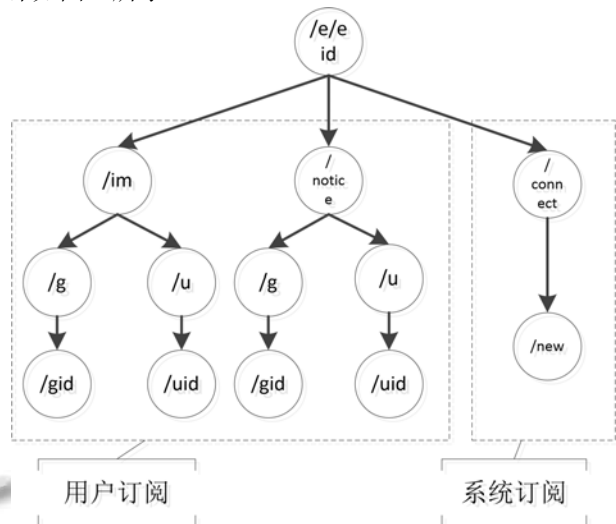 /e/e
id
/im
/
notic
e
/
conn
ect
/g
/u
/g
/u
/gid
/uid
/gid
/uid
/new
用户订阅
系统订阅